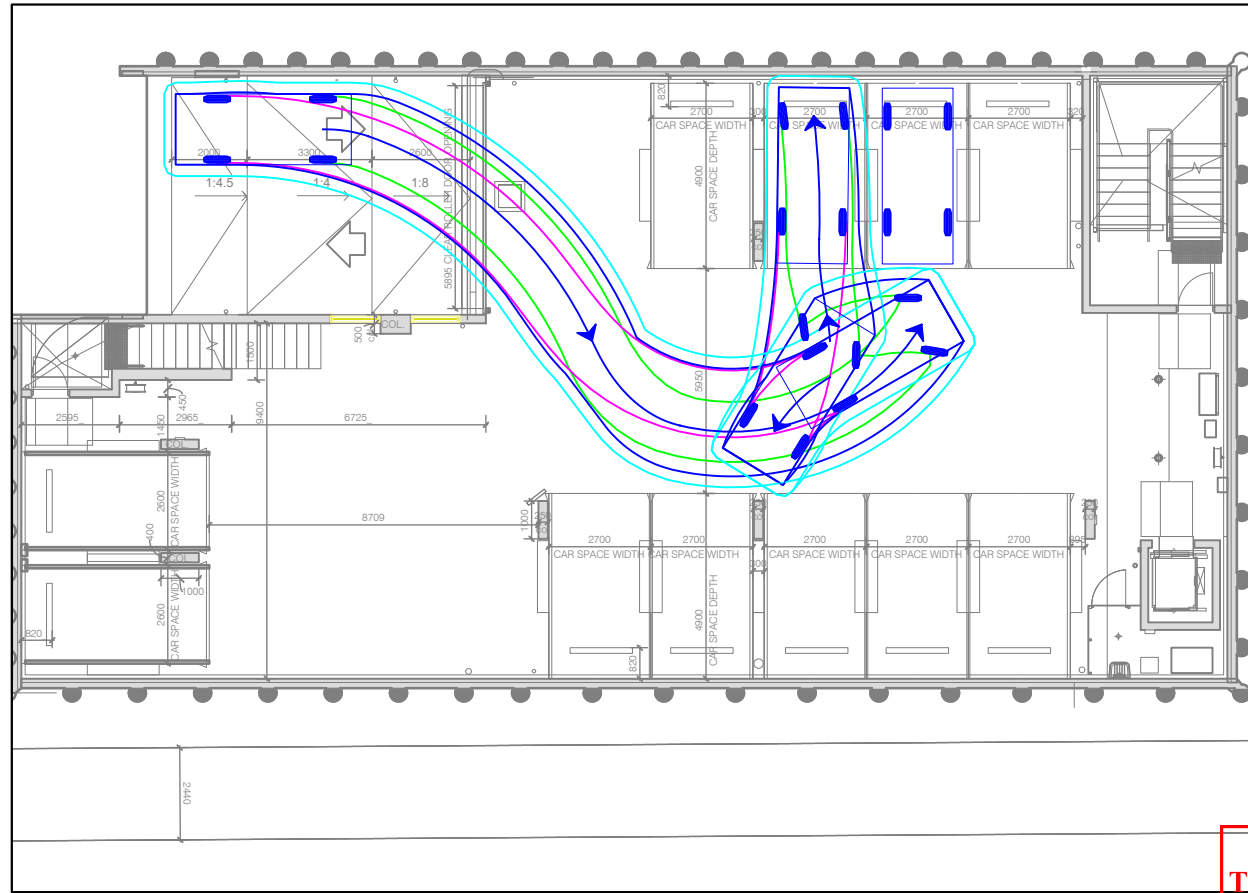 820
2700
300
2700
2700
2700
320
CAR SPACE WIDTH
CAR SPACE WIDTH
CAR SPACE WIDTH
CAR SPACE WIDTH
4900
CAR SPACE DEPTH
5895 CLEAR ROLLER DOOR OPENING
2000
3300
2600
1:4.5
1:4
1:8
COL.
500
1500
5950
9400
450
1450
2595
2965
6725
COL.
2600
CAR SPACE WIDTH
400
COL.
1000
2600
CAR SPACE WIDTH
820
8709
1000
250
2700
2700
2700
2700
2700
CAR SPACE WIDTH
CAR SPACE WIDTH
CAR SPACE WIDTH
CAR SPACE WIDTH
CAR SPACE WIDTH
300
4900
CAR SPACE DEPTH
820
2440
T